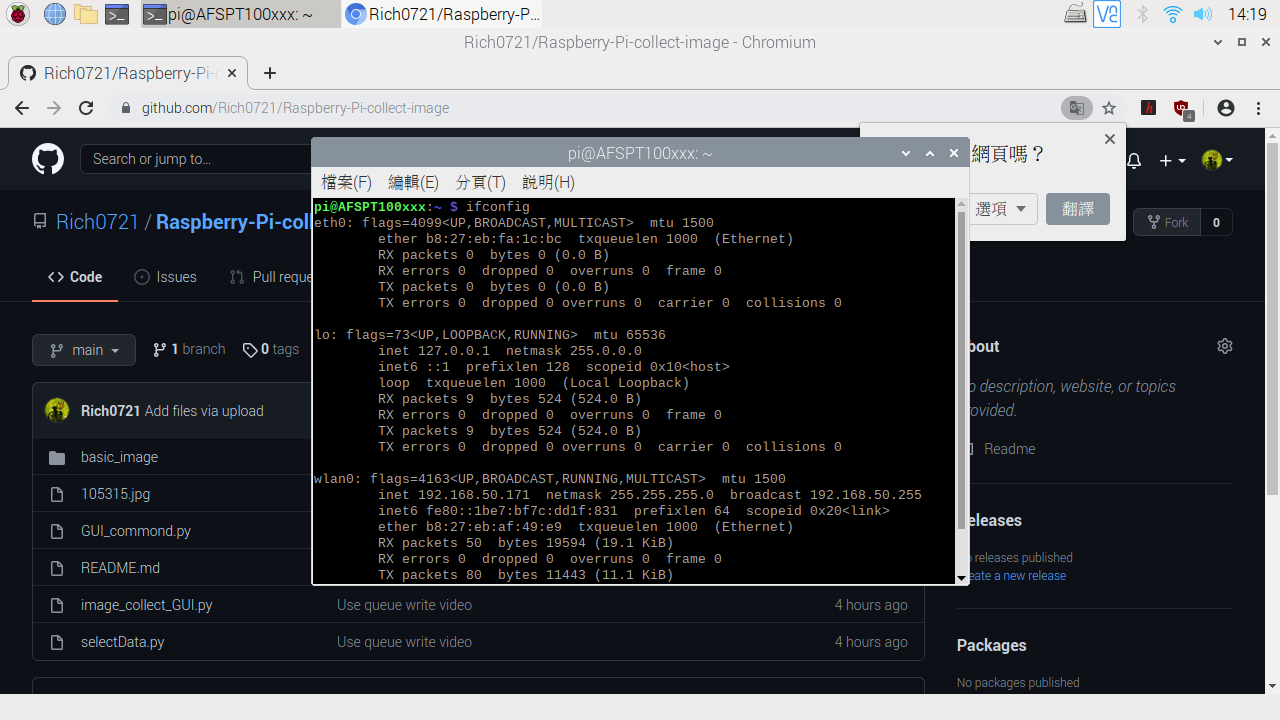 pi@AFSPT100xxx: ~
Rich0721/Raspberry-P...
14:19
Rich0721/Raspberry-Pi-collect-image - Chromium
Rich0721/Raspberry-Pi-c
github.com/Rich0721/Raspberry-Pi-collect-image
4
Search or jump to...
網頁嗎？
選項
翻譯
Rich0721 / Raspberry-Pi-coll
Fork 0
Code
Issues
Pull reque
main
1 branch
0 tags
Rich0721 Add files via upload
basic_image
105315.jpg
GUI_commond.py
README.md
image_collect_GUI.py Use queue write video 4 hours ago
selectData.py Use queue write video 4 hours ago
pi@AFSPT100xxx: ~
檔案(F) 編輯(E) 分頁(T) 説明(H)
pi@AFSPT100xxx:~ $ ifconfig
eth0: flags=4099<UP,BROADCAST,MULTICAST> mtu 1500
ether b8:27:eb:fa:1c:bc txqueuelen 1000 (Ethernet)
RX packets 0 bytes 0 (0.0 B)
RX errors 0 dropped 0 overruns 0 frame 0
TX packets 0 bytes 0 (0.0 B)
TX errors 0 dropped 0 overruns 0 carrier 0 collisions 0
lo: flags=73<UP,LOOPBACK,RUNNING> mtu 65536
inet 127.0.0.1 netmask 255.0.0.0
inet6 ::1 prefixlen 128 scopeid 0x10<host>
loop txqueuelen 1000 (Local Loopback)
RX packets 9 bytes 524 (524.0 B)
RX errors 0 dropped 0 overruns 0 frame 0
TX packets 9 bytes 524 (524.0 B)
TX errors 0 dropped 0 overruns 0 carrier 0 collisions 0
wlan0: flags=4163<UP,BROADCAST,RUNNING,MULTICAST> mtu 1500
inet 192.168.50.171 netmask 255.255.255.0 broadcast 192.168.50.255
inet6 fe80::1be7:bf7c:dd1f:831 prefixlen 64 scopeid 0x20<link>
ether b8:27:eb:af:49:e9 txqueuelen 1000 (Ethernet)
RX packets 50 bytes 19594 (19.1 KiB)
RX errors 0 dropped 0 overruns 0 frame 0
TX packets 80 bytes 11443 (11.1 KiB)
bout
o description, website, or topics
rovided.
Readme
eleases
o releases published
eate a new release
Packages
No packages published